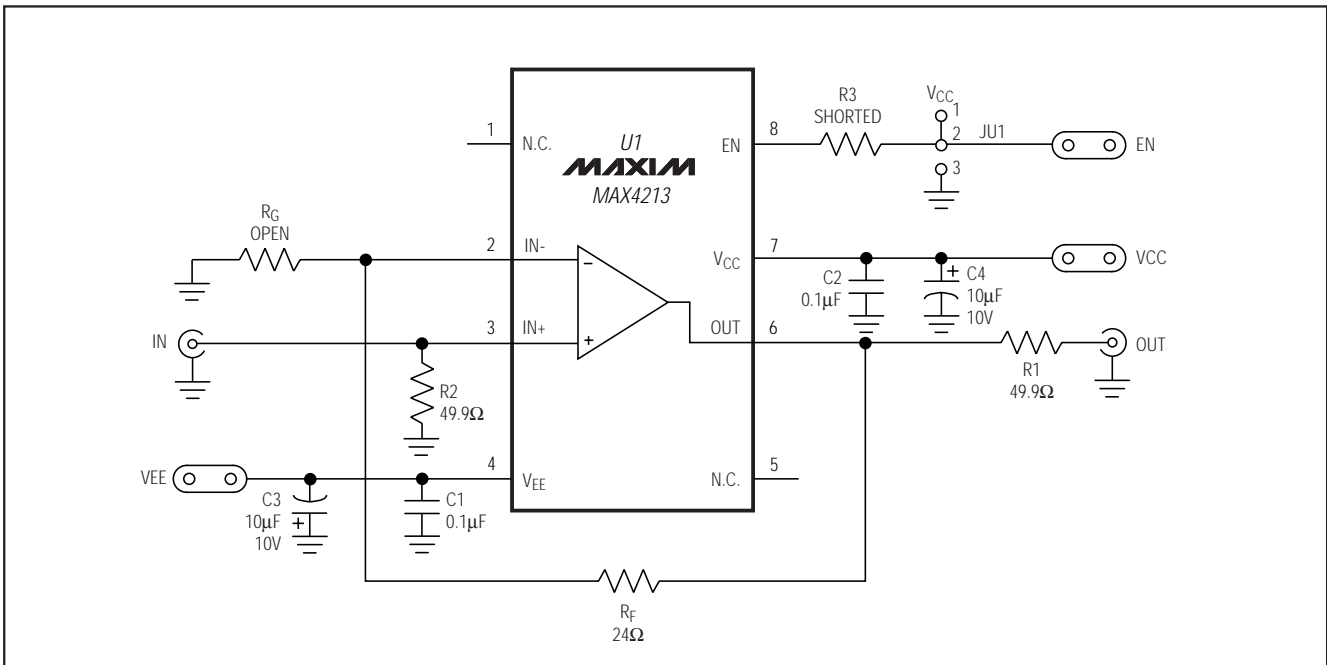 1
N.C.
U1
MAXIM
MAX4213
EN
8
R3
SHORTED
VCC
1
2
JU1
3
EN
RG
OPEN
2
IN-
−
VCC
7
C2
0.1µF
+
C4
10µF
10V
VCC
IN
3
IN+
+
OUT
6
R1
49.9Ω
OUT
R2
49.9Ω
VEE
4
VEE
C3
10µF
+
10V
C1
0.1µF
N.C.
5
RF
24Ω